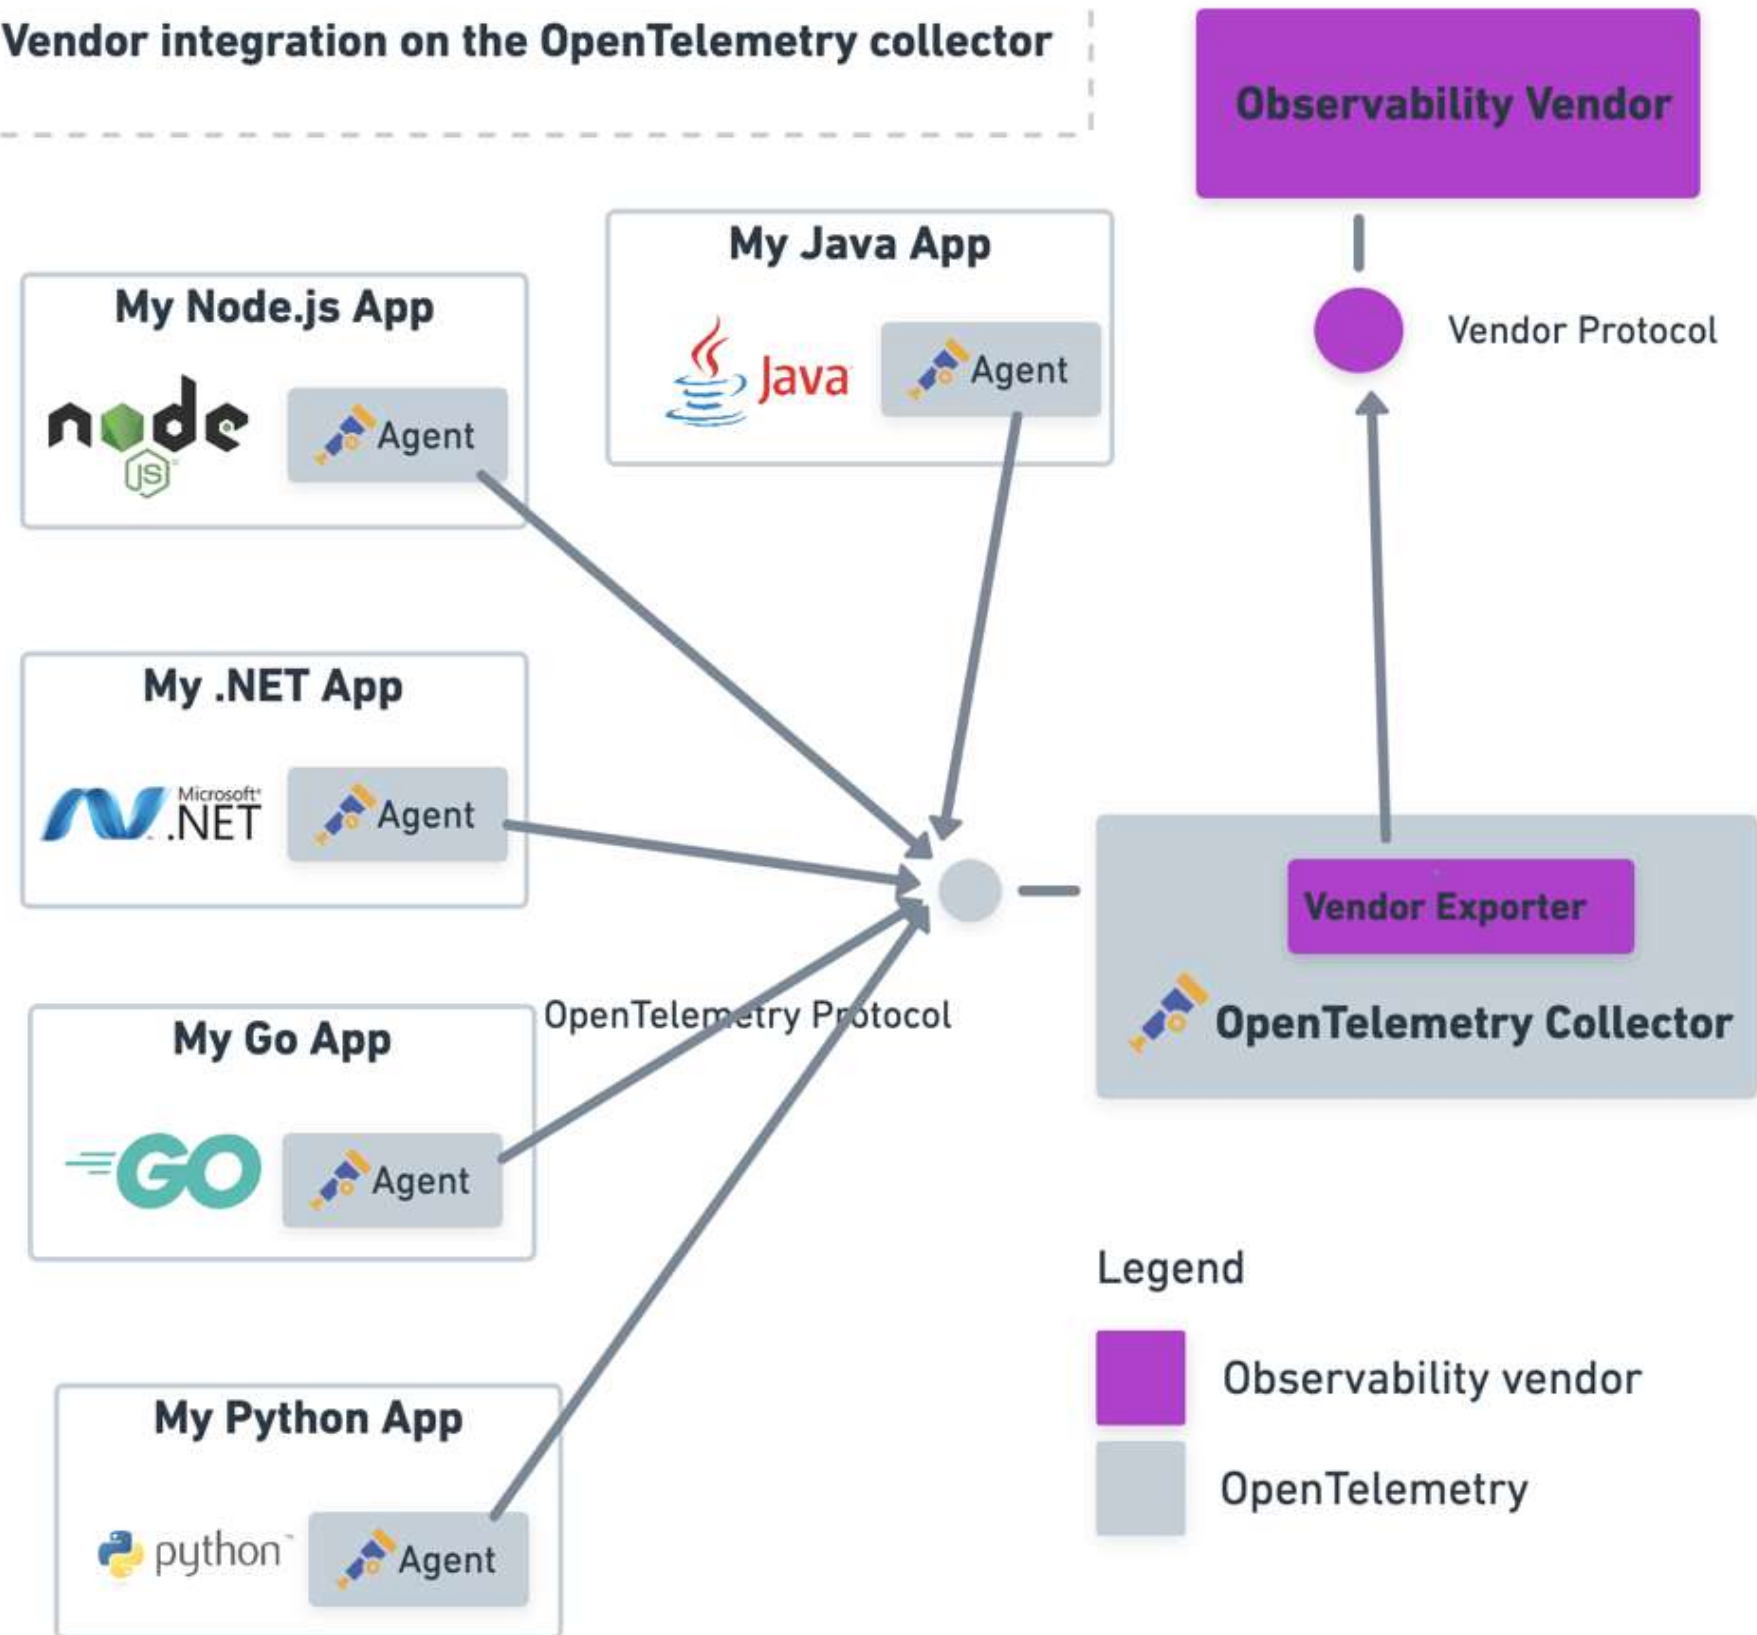 Vendor integration on the OpenTelemetry collector
Observability Vendor
Vendor Protocol
My Java App
Java
Agent
My Node.js App
node
JS
Agent
My .NET App
Microsoft®
.NET
Agent
OpenTelemetry Protocol
Vendor Exporter
OpenTelemetry Collector
My Go App
GO
Agent
My Python App
python™
Agent
Legend
Observability vendor
OpenTelemetry